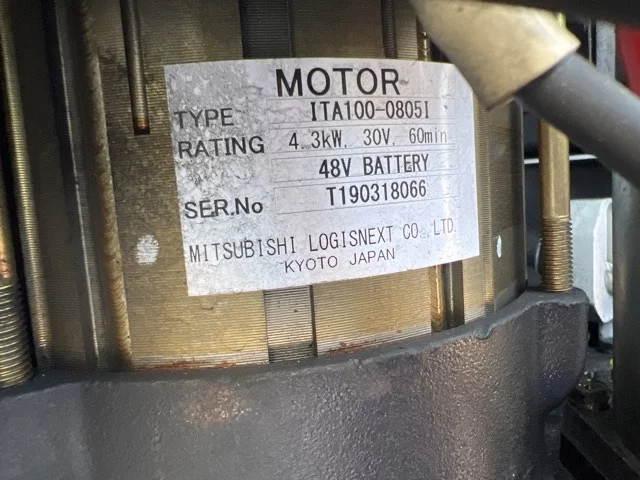 MOTOR
TYPE ITA100-0805I
RATING 4.3kW, 30V, 60min
48V BATTERY
SER.No T190318066
MITSUBISHI LOGISNEXT CO.,LTD.
KYOTO JAPAN